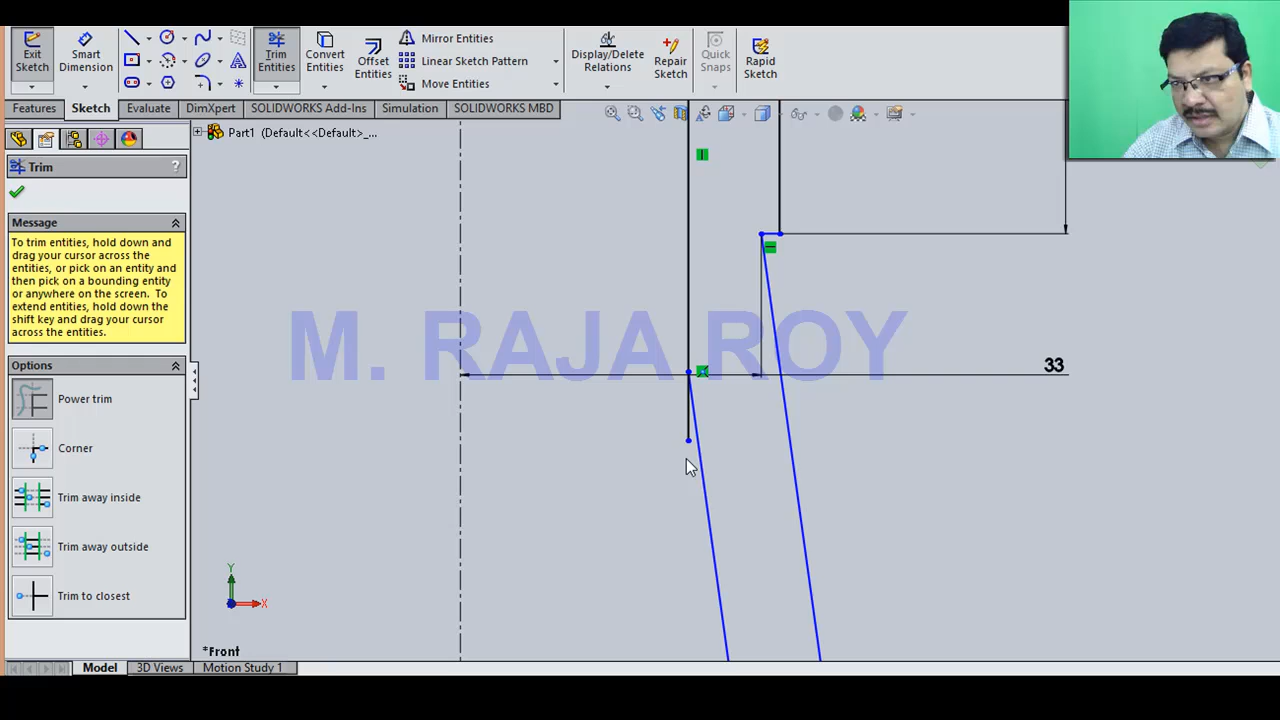 Exit Sketch
Smart Dimension
Trim Entities
Convert Entities
Offset Entities
Mirror Entities
Linear Sketch Pattern
Move Entities
Display/Delete Relations
Repair Sketch
Quick Snaps
Rapid Sketch
Features
Sketch
Evaluate
DimXpert
SOLIDWORKS Add-Ins
Simulation
SOLIDWORKS MBD
Part1 (Default<<Default>_...
Trim
?
Message
To trim entities, hold down and
drag your cursor across the
entities, or pick on an entity and
then pick on a bounding entity
or anywhere on the screen. To
extend entities, hold down the
shift key and drag your cursor
across the entities.
Options
Power trim
Corner
Trim away inside
Trim away outside
Trim to closest
M. RAJA ROY
33
Y
X
*Front
Model
3D Views
Motion Study 1